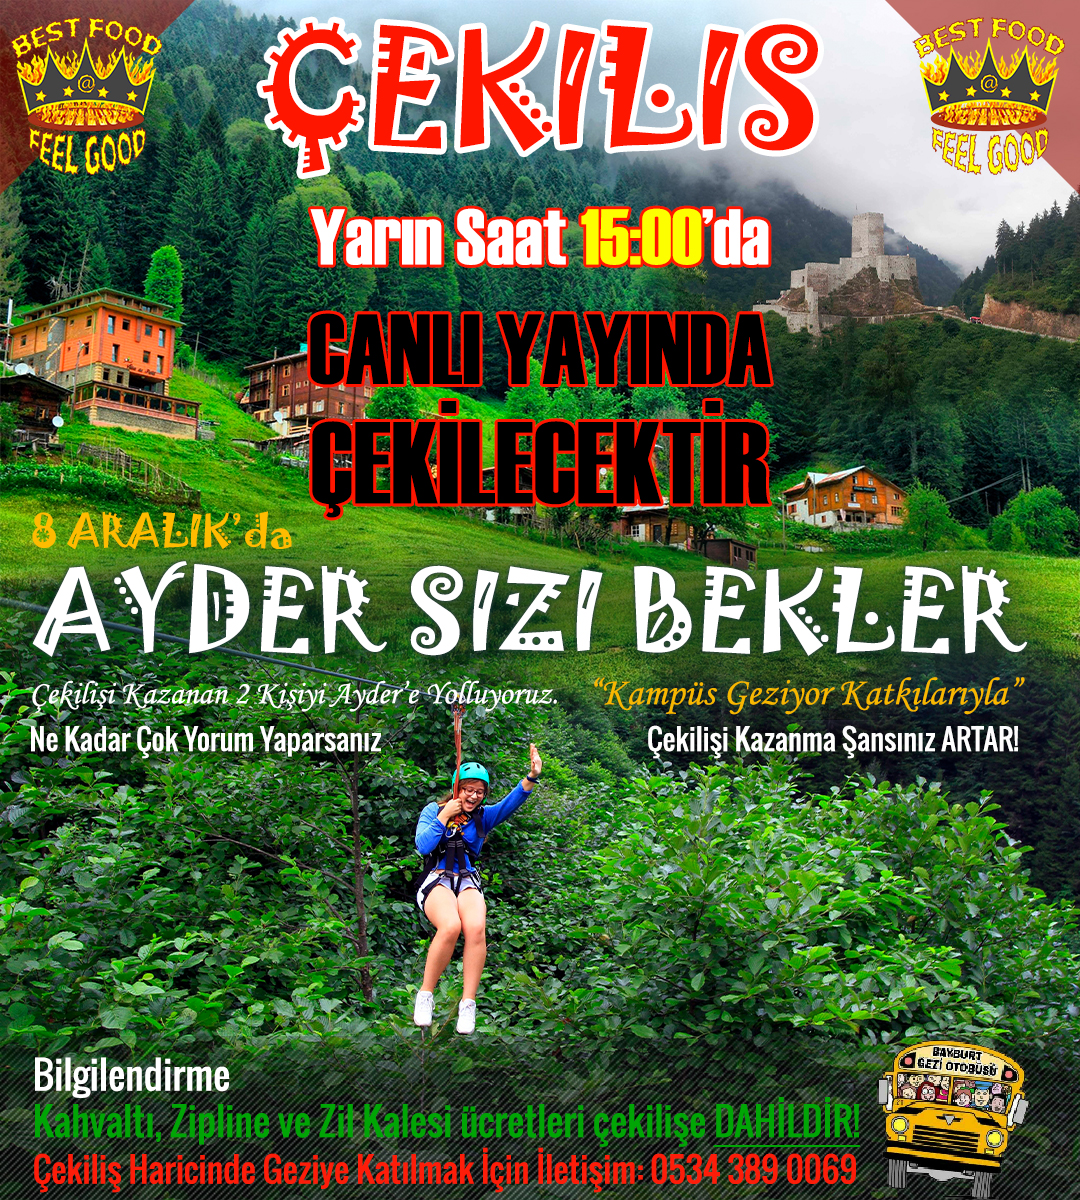 BEST FOOD
@
FEEL GOOD
ÇEKILIS
BEST FOOD
@
FEEL GOOD
Yarın Saat 15:00'da
CANLI YAYINDA
ÇEKİLECEKTİR
8 ARALIK'da
AYDER SIZI BEKLER
Çekilişi Kazanan 2 Kişiyi Ayder'e Yolluyoruz.
“Kampüs Geziyor Katkılarıyla”
Ne Kadar Çok Yorum Yaparsanız
Çekilişi Kazanma Şansınız ARTAR!
Bilgilendirme
Kahvaltı, Zipline ve Zil Kalesi ücretleri çekilişe DAHİLDİR!
Çekiliş Haricinde Geziye Katılmak İçin İletişim: 0534 389 0069
BAYBURT
GEZİ OTOBÜSÜ